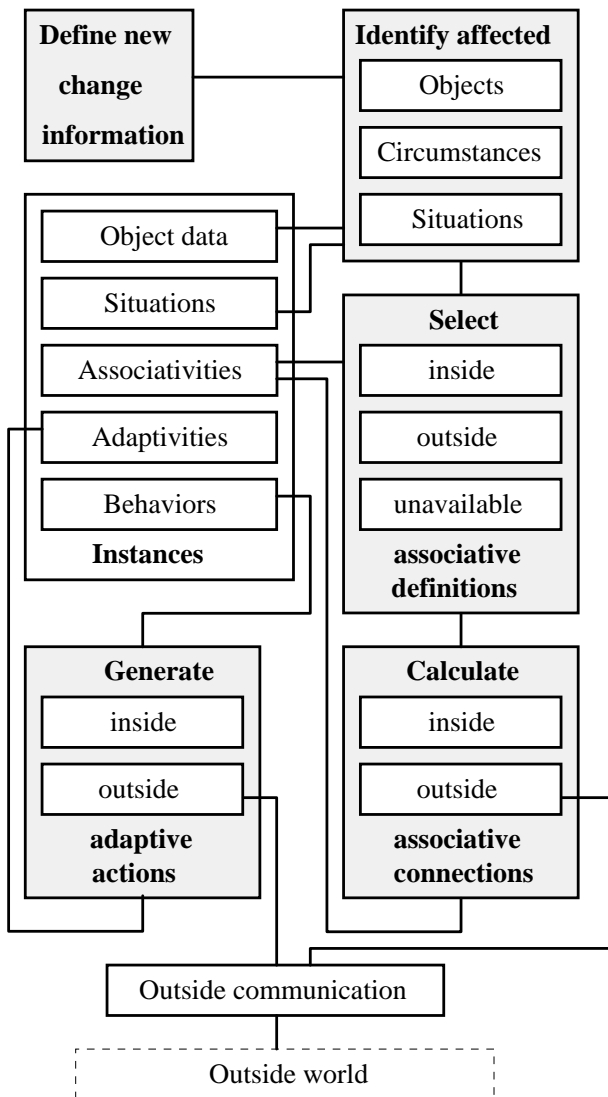 Define new
change
information
Identify affected
Objects
Circumstances
Situations
Object data
Situations
Associativities
Adaptivities
Behaviors
Instances
Select
inside
outside
unavailable
associative
definitions
Generate
inside
outside
adaptive
actions
Calculate
inside
outside
associative
connections
Outside communication
Outside world